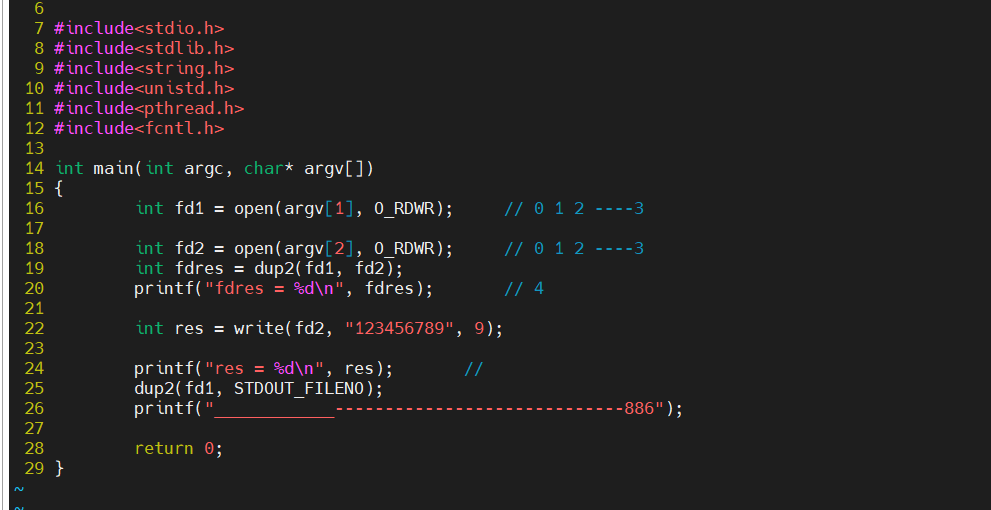 6
7 #include<stdio.h>
8 #include<stdlib.h>
9 #include<string.h>
10 #include<unistd.h>
11 #include<pthread.h>
12 #include<fcntl.h>
13
14 int main(int argc, char* argv[])
15 {
16         int fd1 = open(argv[1], O_RDWR);     // 0 1 2 ----3
17
18         int fd2 = open(argv[2], O_RDWR);     // 0 1 2 ----3
19         int fdres = dup2(fd1, fd2);
20         printf("fdres = %d\n", fdres);       // 4
21
22         int res = write(fd2, "123456789", 9);
23
24         printf("res = %d\n", res);       //
25         dup2(fd1, STDOUT_FILENO);
26         printf("____________-----------------------------886");
27
28         return 0;
29 }
~
~